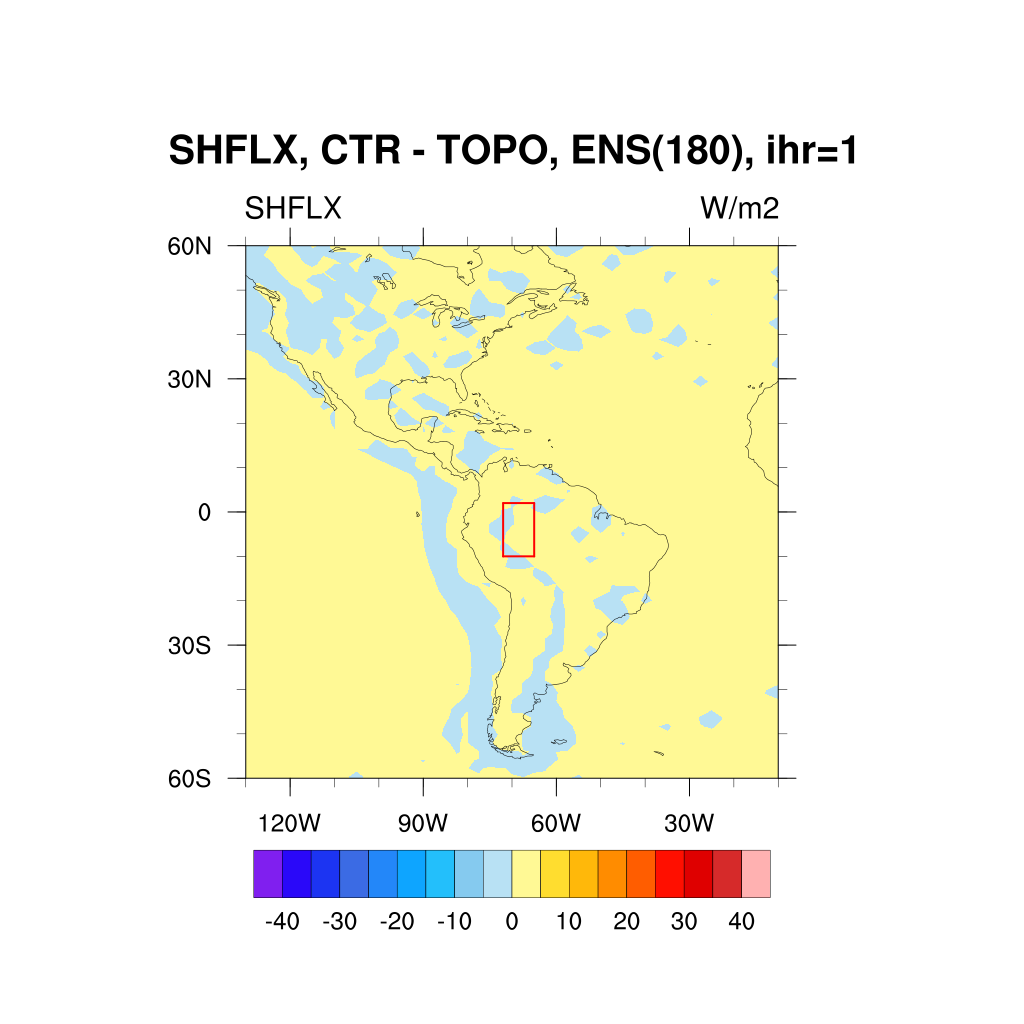 SHFLX, CTR - TOPO, ENS(180), ihr=1
SHFLX W/m2
60N
30N
0
30S
60S
120W 90W 60W 30W
-40 -30 -20 -10 0 10 20 30 40